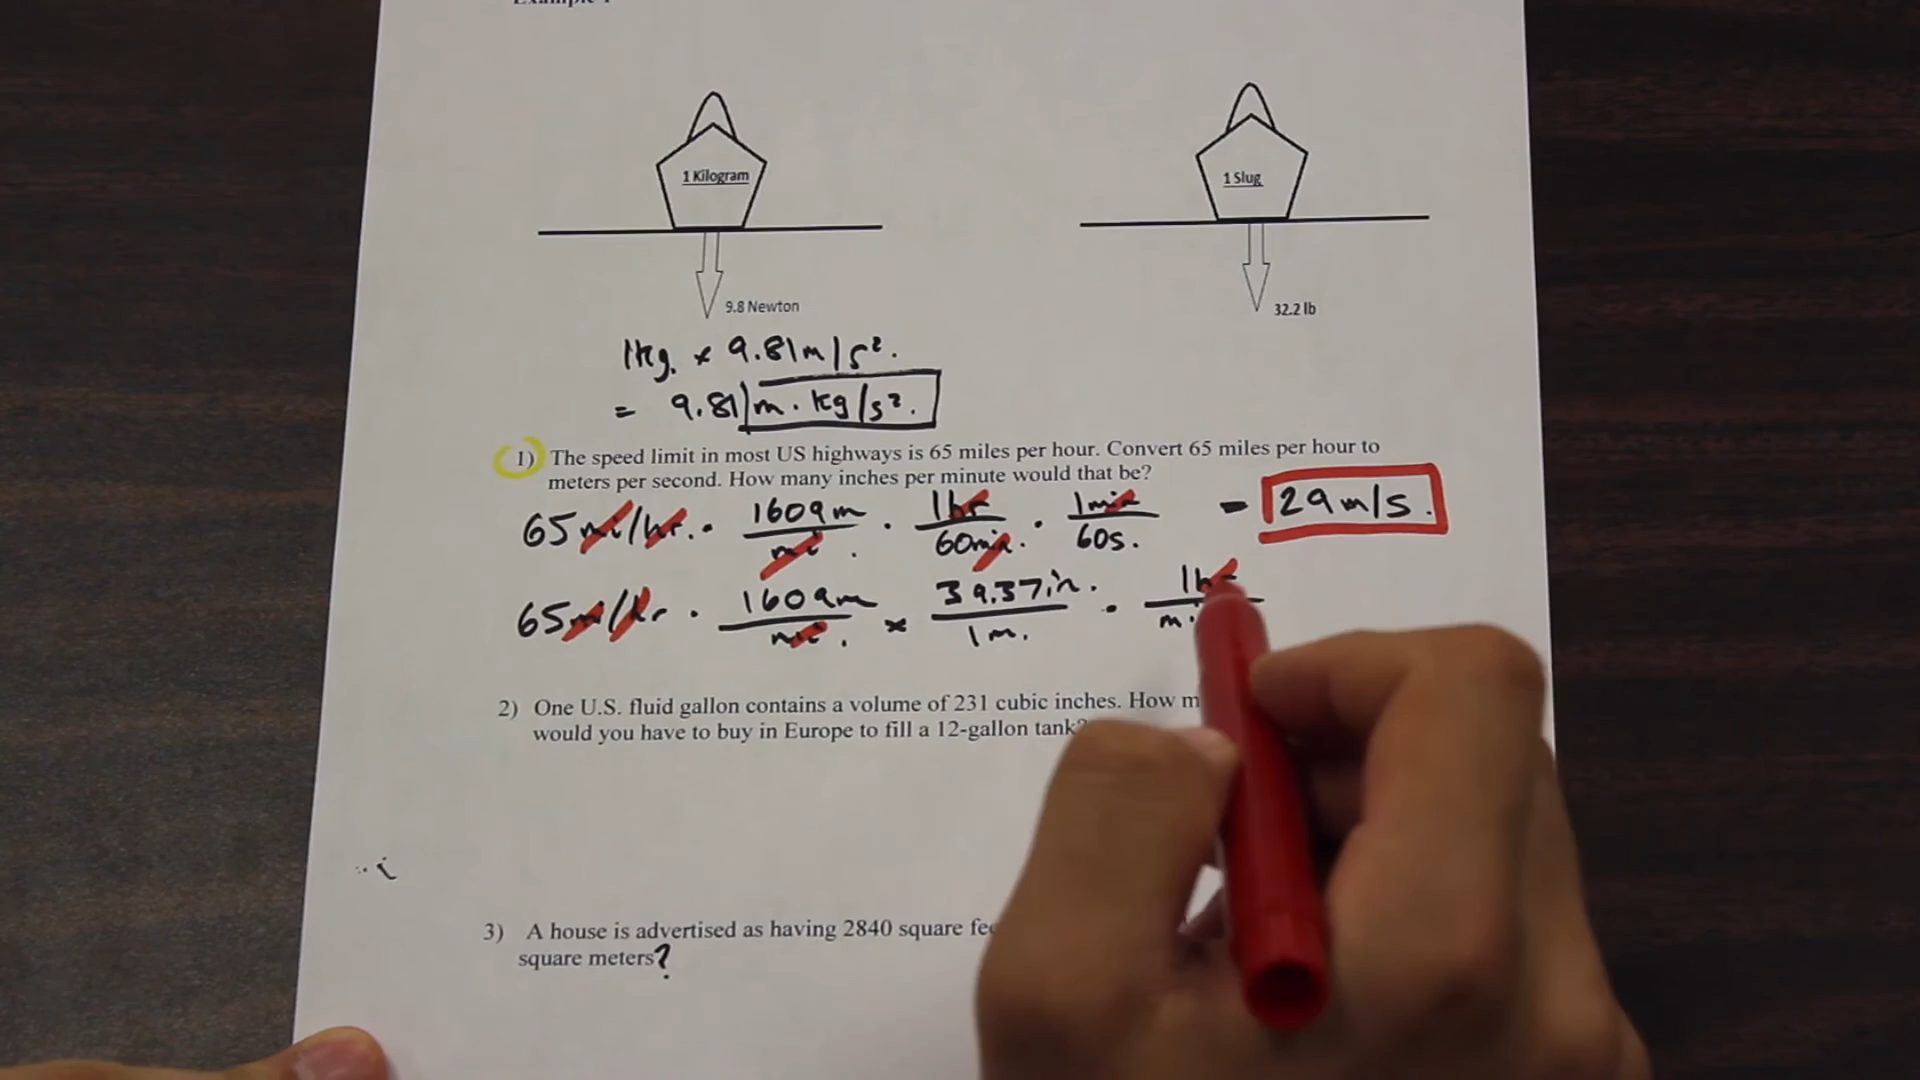 Example 1
1 Kilogram
1 Slug
9.8 Newton
32.2 lb
1kg. × 9.81m/s².
= 9.81 m.kg/s².
1) The speed limit in most US highways is 65 miles per hour. Convert 65 miles per hour to
meters per second. How many inches per minute would that be?
65mi/hr. · 1609m/mi. · 1hr/60min. · 1min/60s. = 29m/s.
65mi/hr · 1609m/mi. × 39.37in./1m. · 1hr
2) One U.S. fluid gallon contains a volume of 231 cubic inches. How
would you have to buy in Europe to fill a 12-gallon tank?
3) A house is advertised as having 2840 square
square meters?